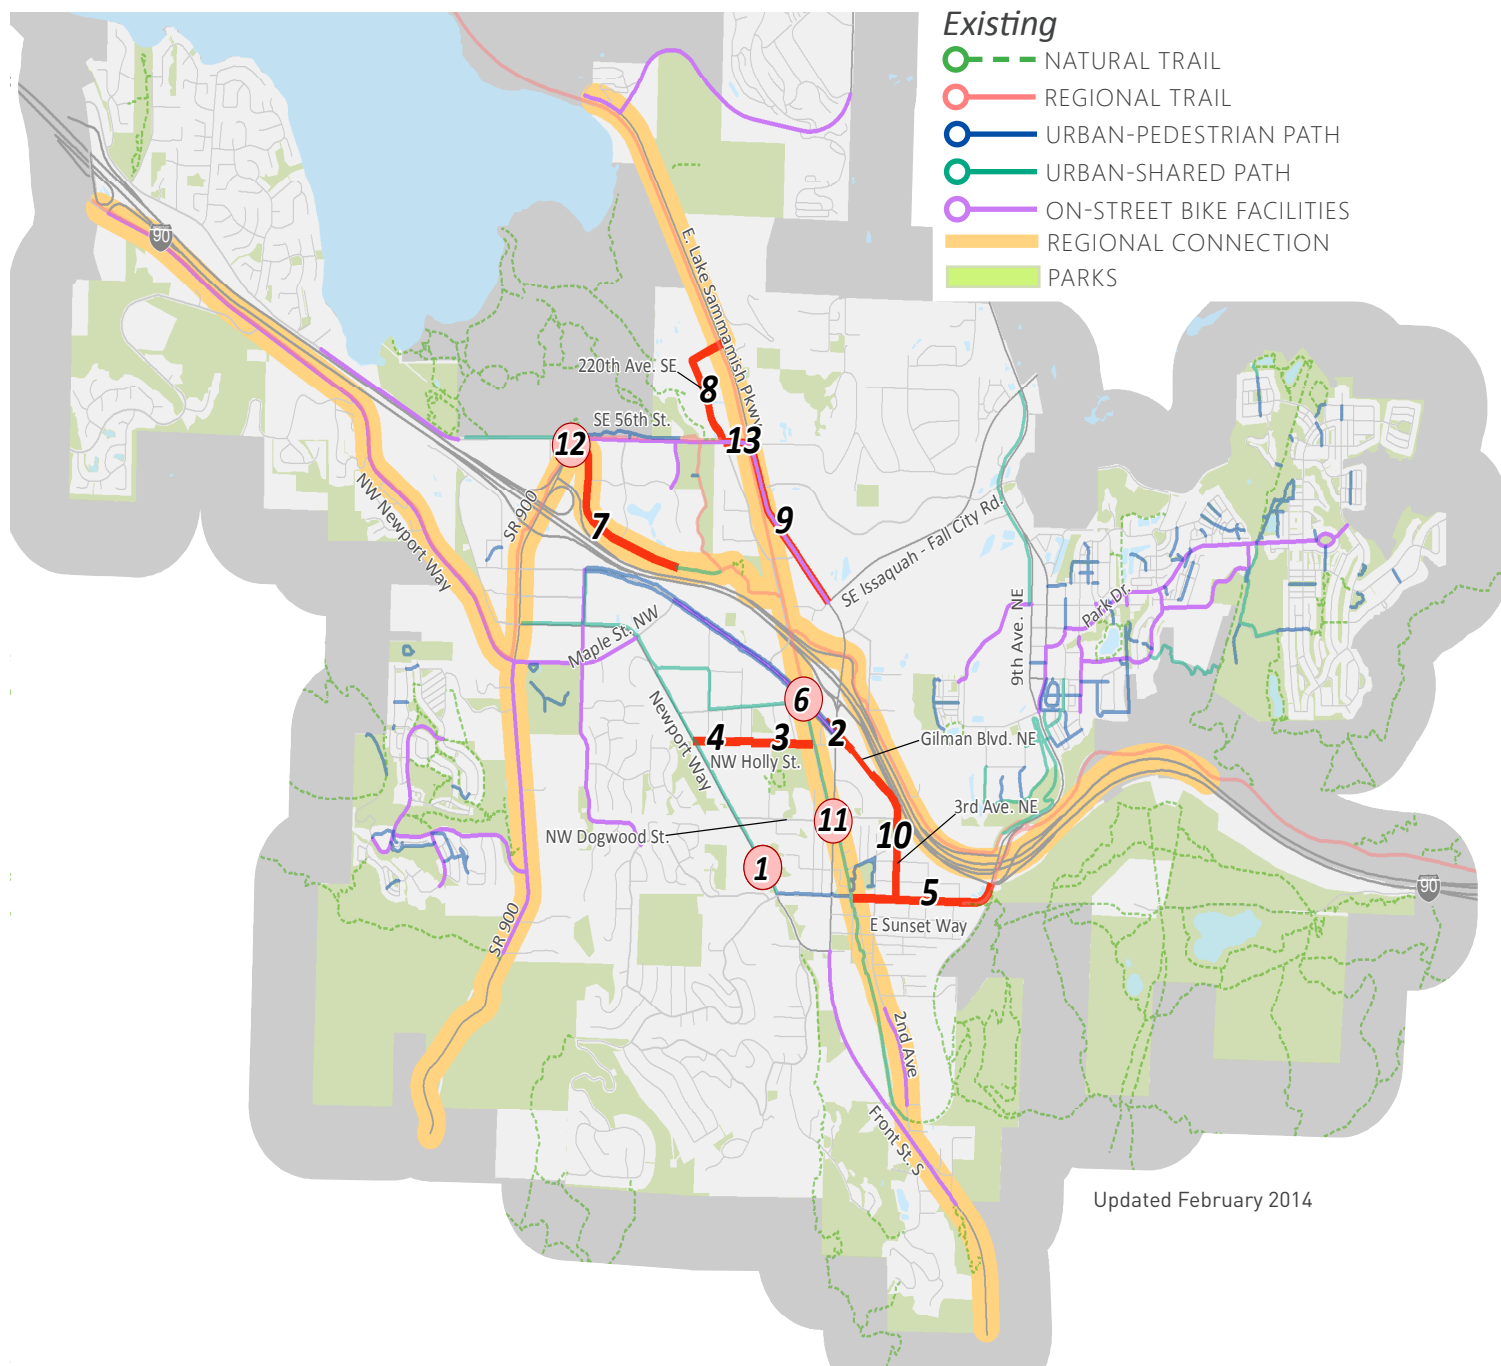 Existing
NATURAL TRAIL
REGIONAL TRAIL
URBAN-PEDESTRIAN PATH
URBAN-SHARED PATH
ON-STREET BIKE FACILITIES
REGIONAL CONNECTION
PARKS
90
E. Lake Sammamish Pkwy
220th Ave. SE
8
SE 56th St.
12
13
NW Newport Way
SR 900
7
9
SE Issaquah - Fall City Rd.
9th Ave. NE
Park Dr.
Maple St. NW
6
Newport Way
4
3
2
NW Holly St.
Gilman Blvd. NE
3rd Ave. NE
11
10
NW Dogwood St.
1
5
90
E Sunset Way
SR 900
2nd Ave
Front St. S
Updated February 2014